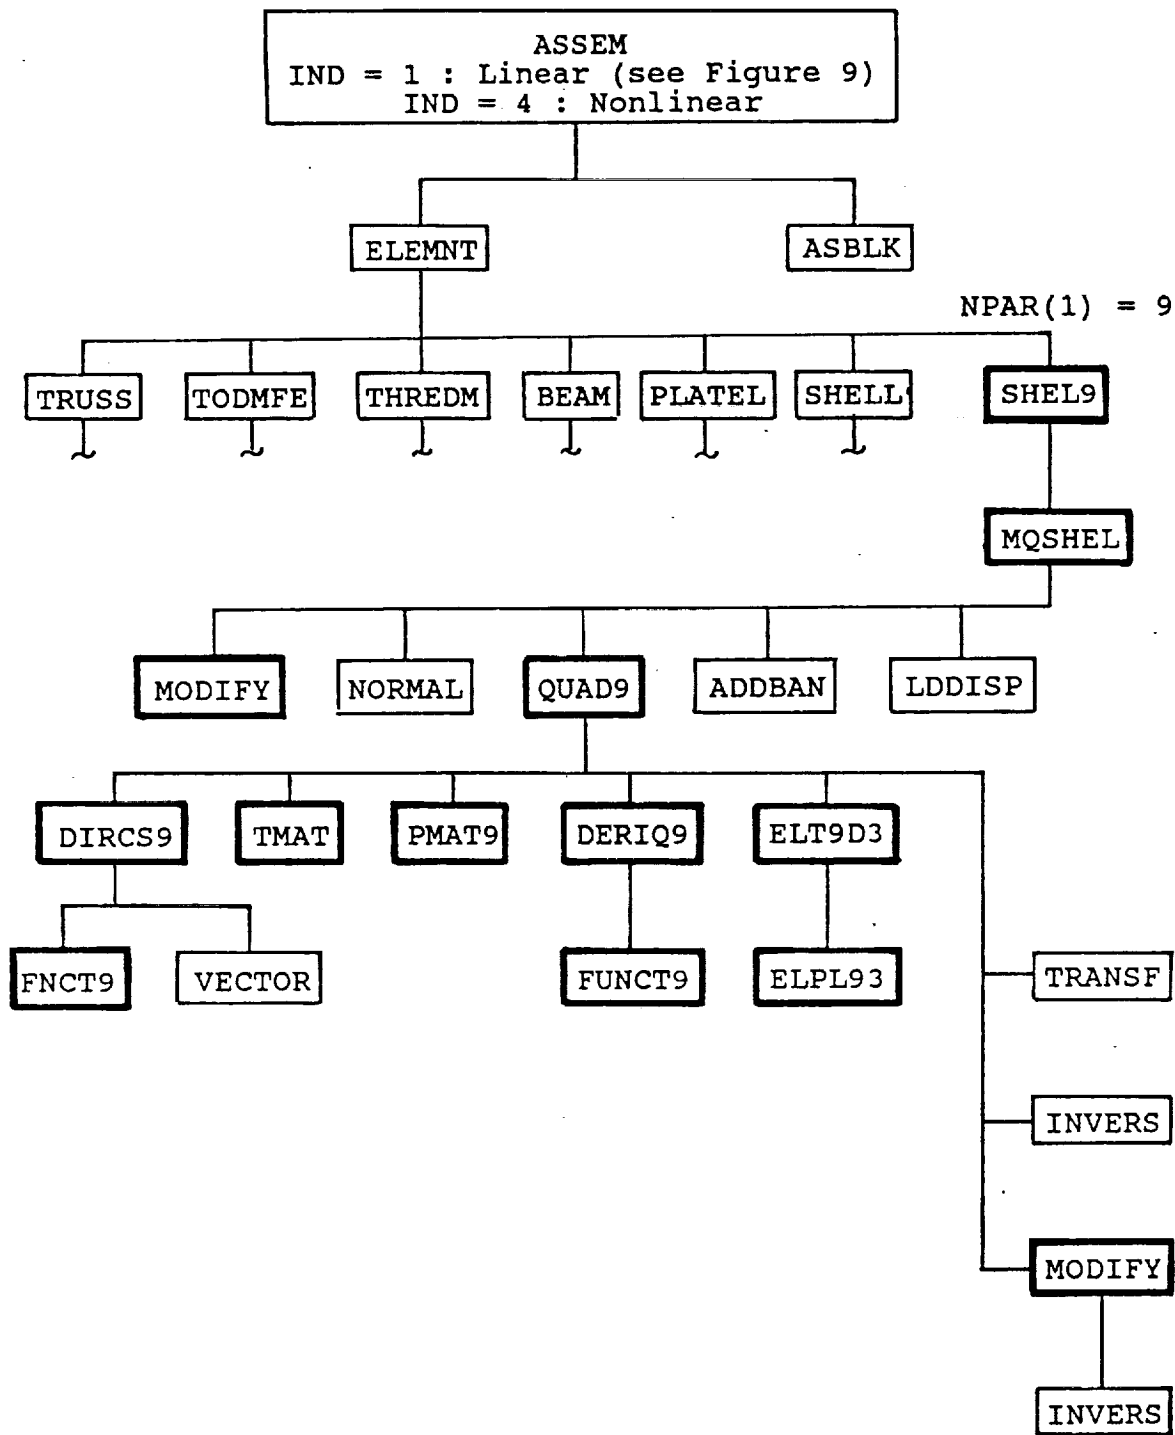 ASSEM
IND = 1 : Linear (see Figure 9)
IND = 4 : Nonlinear
ELEMNT
ASBLK
NPAR(1) = 9
TRUSS
TODMFE
THREDM
BEAM
PLATEL
SHELL
SHEL9
MQSHEL
MODIFY
NORMAL
QUAD9
ADDBAN
LDDISP
DIRCS9
TMAT
PMAT9
DERIQ9
ELT9D3
FNCT9
VECTOR
FUNCT9
ELPL93
TRANSF
INVERS
MODIFY
INVERS